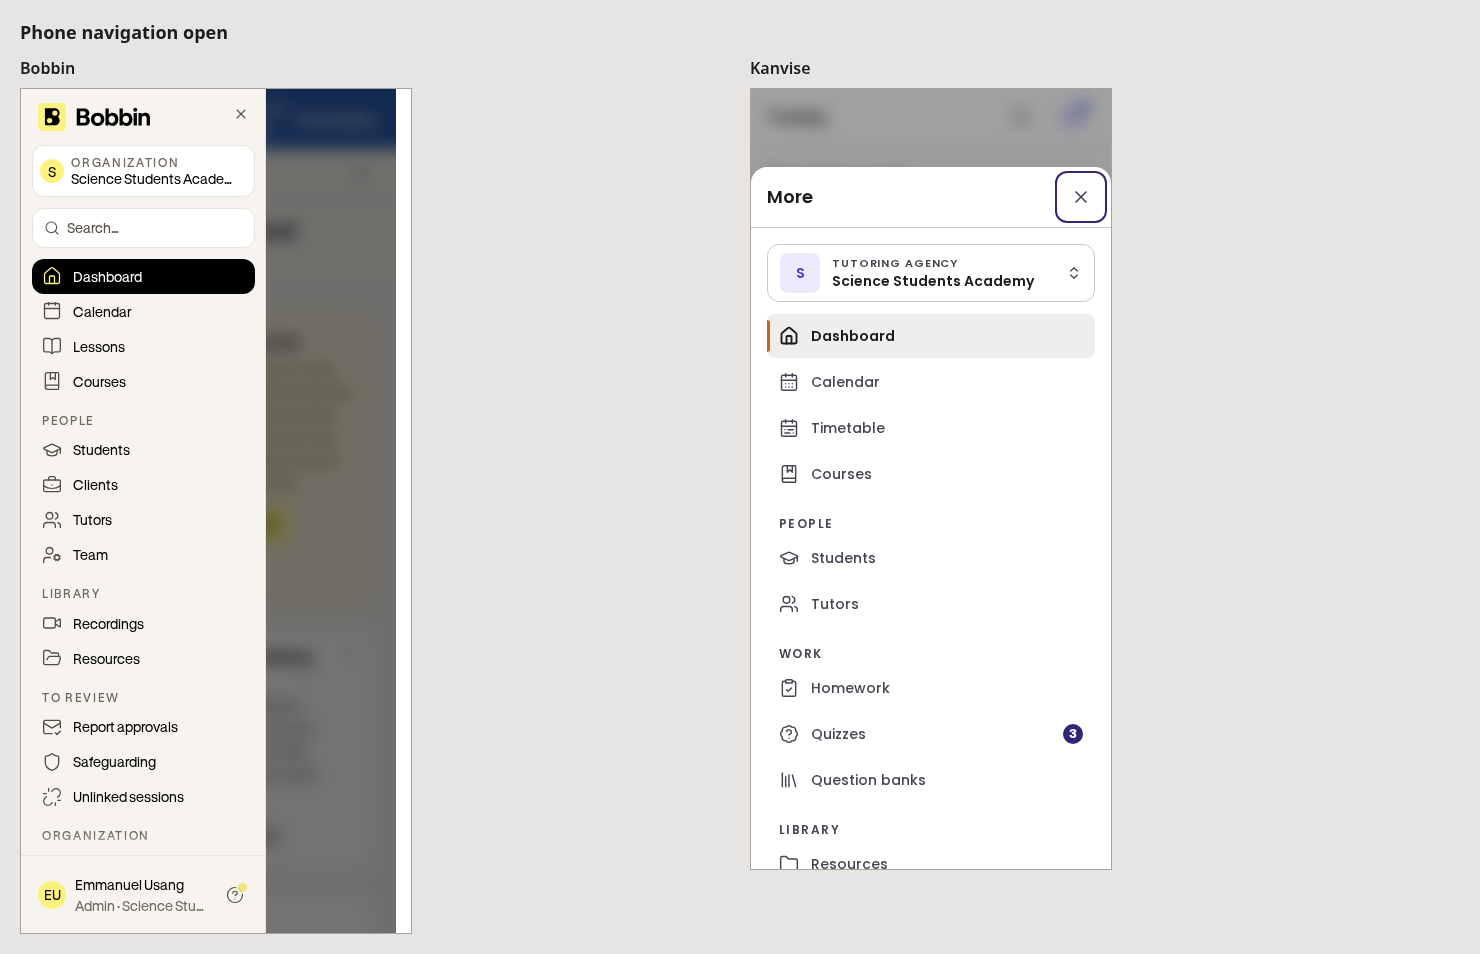 Phone navigation open
Bobbin
Bobbin
ORGANIZATION
S
Science Students Acade...
Search...
Dashboard
Calendar
Lessons
Courses
PEOPLE
Students
Clients
Tutors
Team
LIBRARY
Recordings
Resources
TO REVIEW
Report approvals
Safeguarding
Unlinked sessions
ORGANIZATION
EU
Emmanuel Usang
Admin · Science Stu...
Kanvise
More
S
TUTORING AGENCY
Science Students Academy
Dashboard
Calendar
Timetable
Courses
PEOPLE
Students
Tutors
WORK
Homework
Quizzes
3
Question banks
LIBRARY
Resources